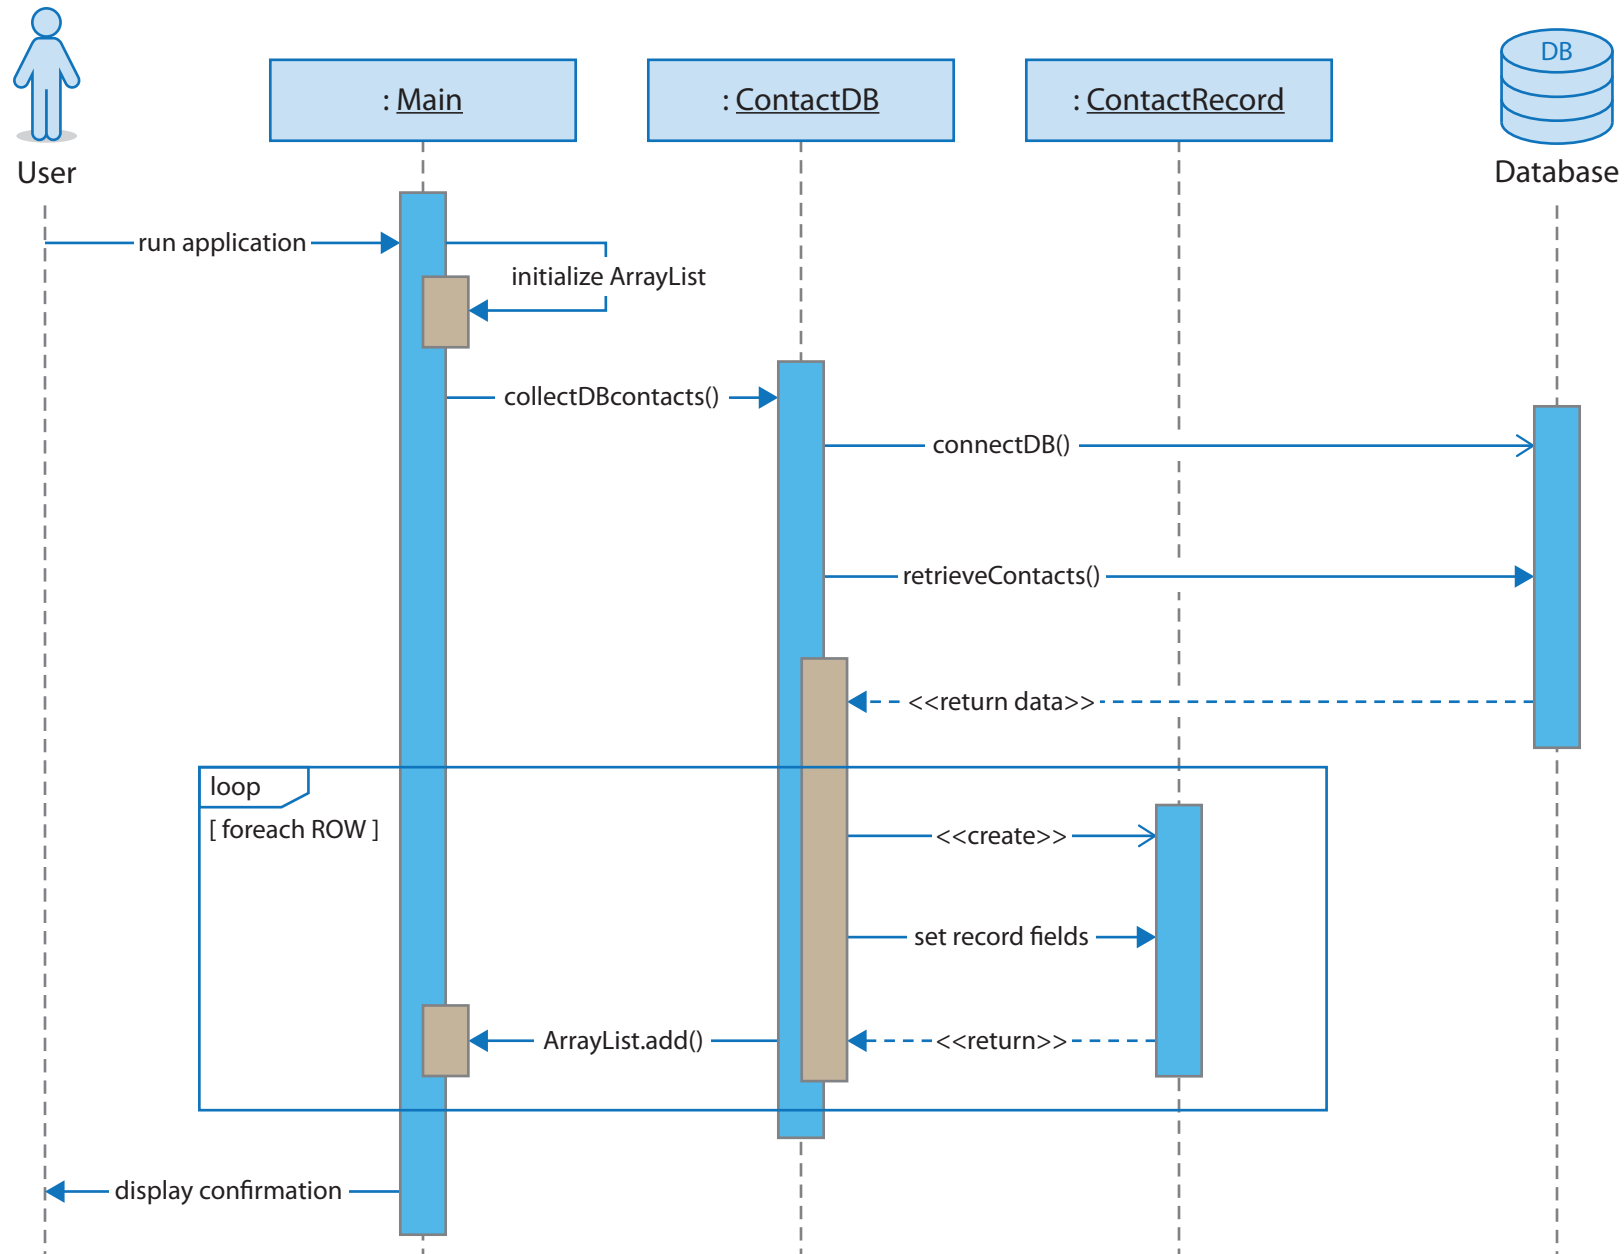 DB
: Main
: ContactDB
: ContactRecord
User
Database
run application
initialize ArrayList
collectDBcontacts()
connectDB()
retrieveContacts()
<<return data>>
loop
[ foreach ROW ]
<<create>>
set record fields
ArrayList.add()
<<return>>
display confirmation